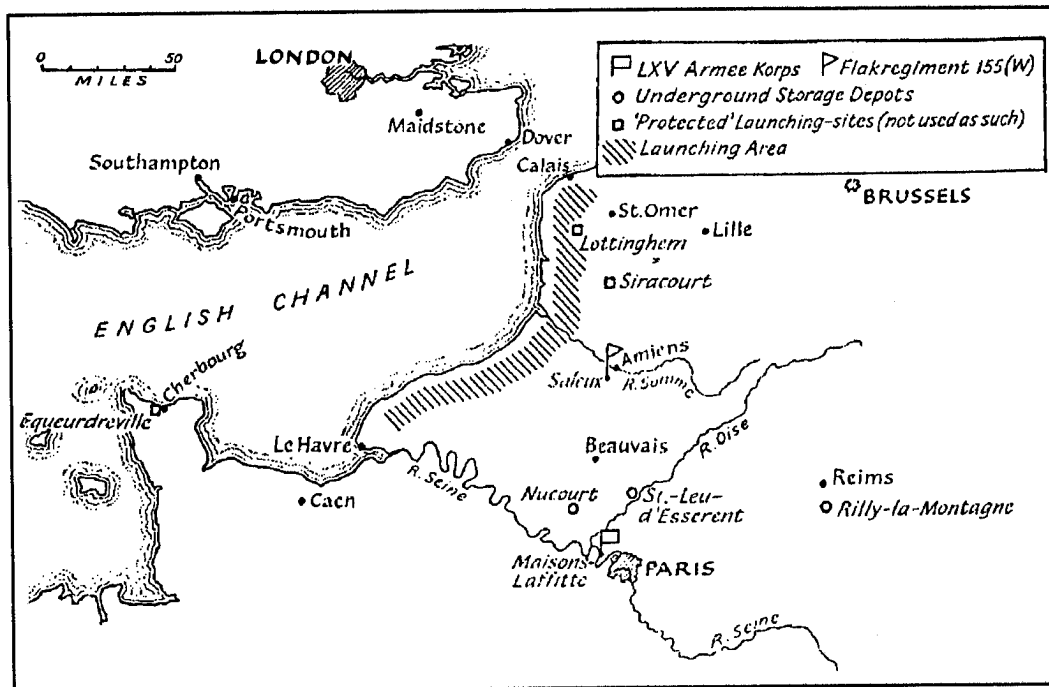 0 50
MILES
LONDON
LXV Armee Korps Flakregiment 155(W)
Underground Storage Depots
'Protected' Launching-sites (not used as such)
Launching Area
Maidstone
Dover
Southampton
Calais
BRUSSELS
Portsmouth
St. Omer
Lottinghem
Lille
Siracourt
ENGLISH CHANNEL
Cherbourg
Amiens
Saleux
R. Somme
Equeurdreville
Le Havre
Beauvais
R. Oise
R. Seine
Reims
Caen
Nucourt
St.-Leu-
d'Esserent
Rilly-la-Montagne
Maisons-
Laffitte
PARIS
R. Seine